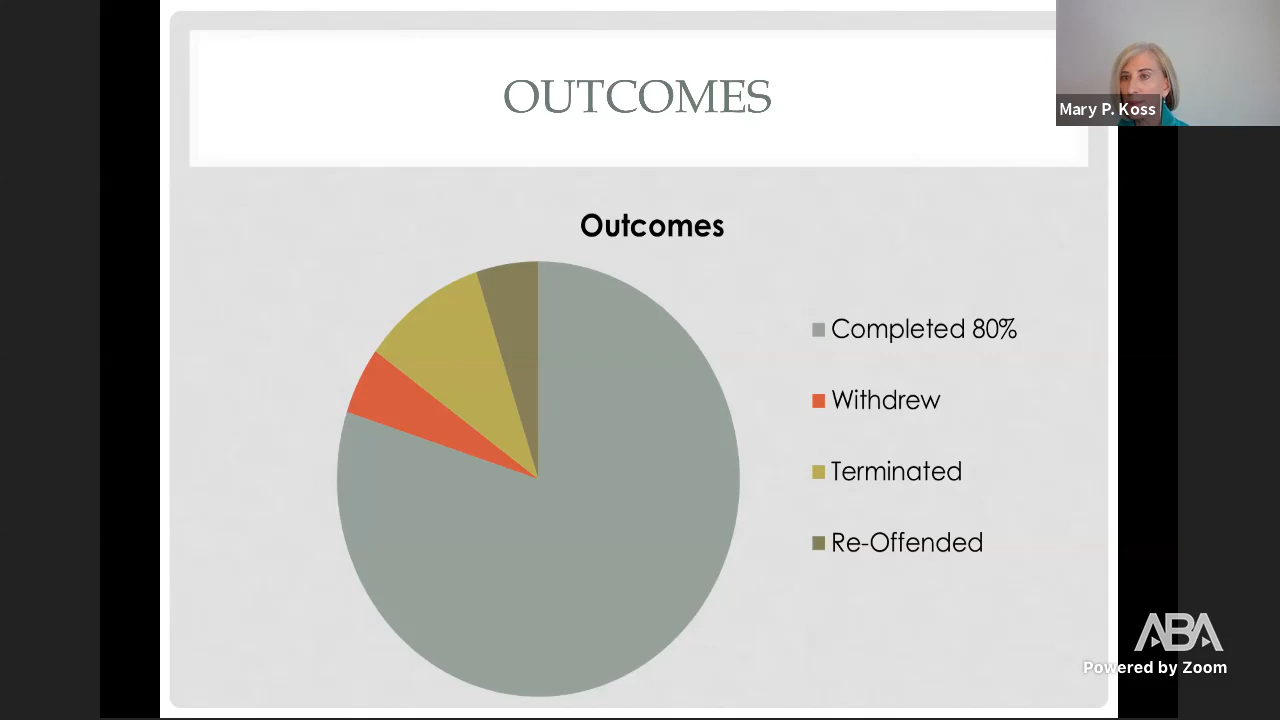 OUTCOMES
Mary P. Koss
Outcomes
Completed 80%
Withdrew
Terminated
Re-Offended
ABA
Powered by Zoom